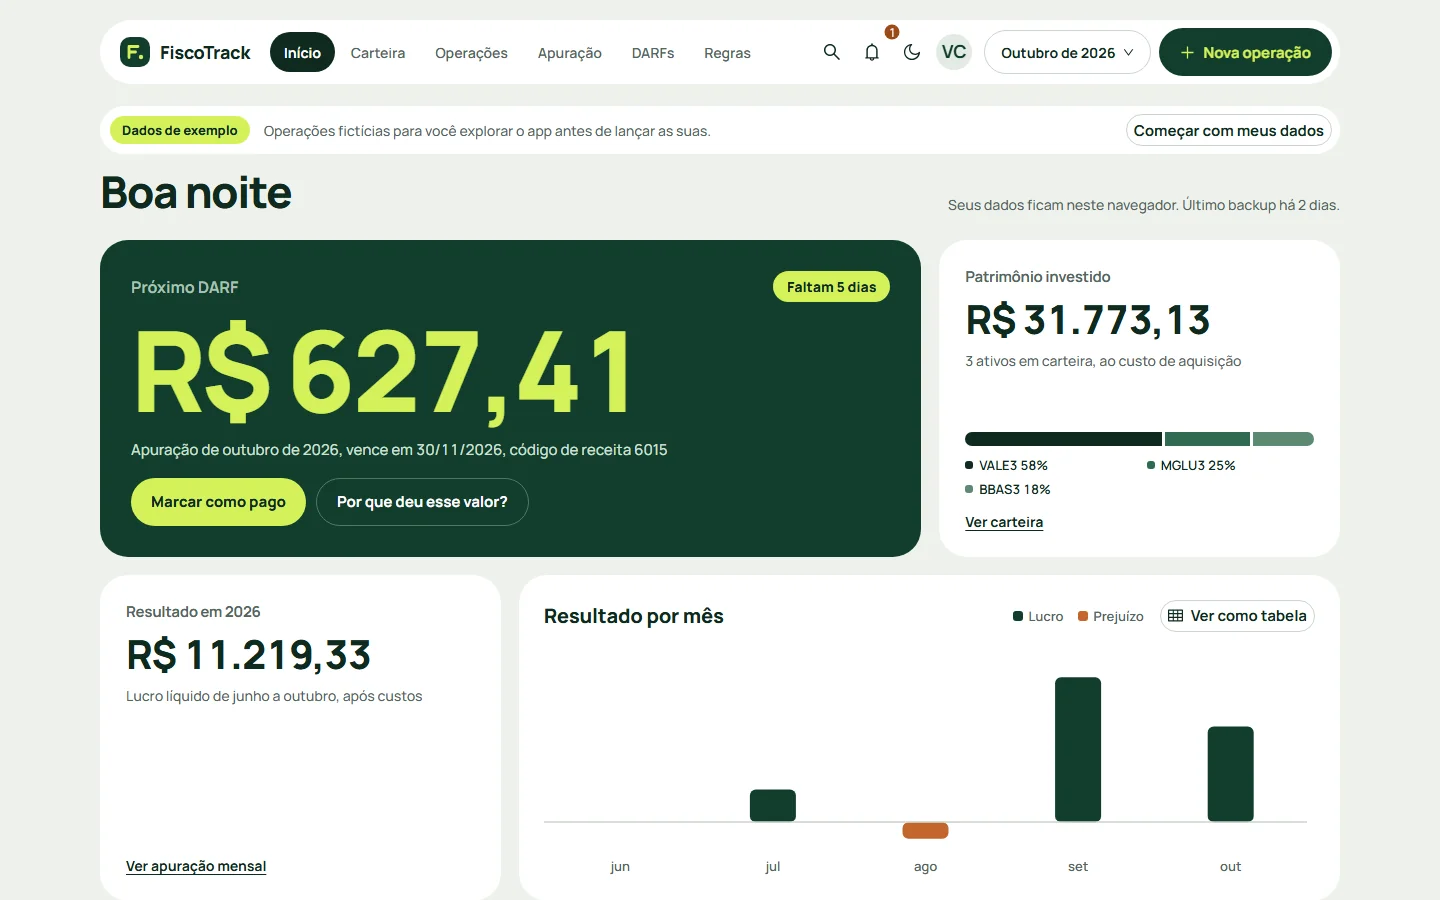 F. FiscoTrack Início Carteira Operações Apuração DARFs Regras 1 VC Outubro de 2026 + Nova operação
Dados de exemplo Operações fictícias para você explorar o app antes de lançar as suas. Começar com meus dados
Boa noite
Seus dados ficam neste navegador. Último backup há 2 dias.
Próximo DARF Faltam 5 dias
R$ 627,41
Apuração de outubro de 2026, vence em 30/11/2026, código de receita 6015
Marcar como pago Por que deu esse valor?
Patrimônio investido
R$ 31.773,13
3 ativos em carteira, ao custo de aquisição
VALE3 58% MGLU3 25%
BBAS3 18%
Ver carteira
Resultado em 2026
R$ 11.219,33
Lucro líquido de junho a outubro, após custos
Ver apuração mensal
Resultado por mês Lucro Prejuízo Ver como tabela
jun jul ago set out